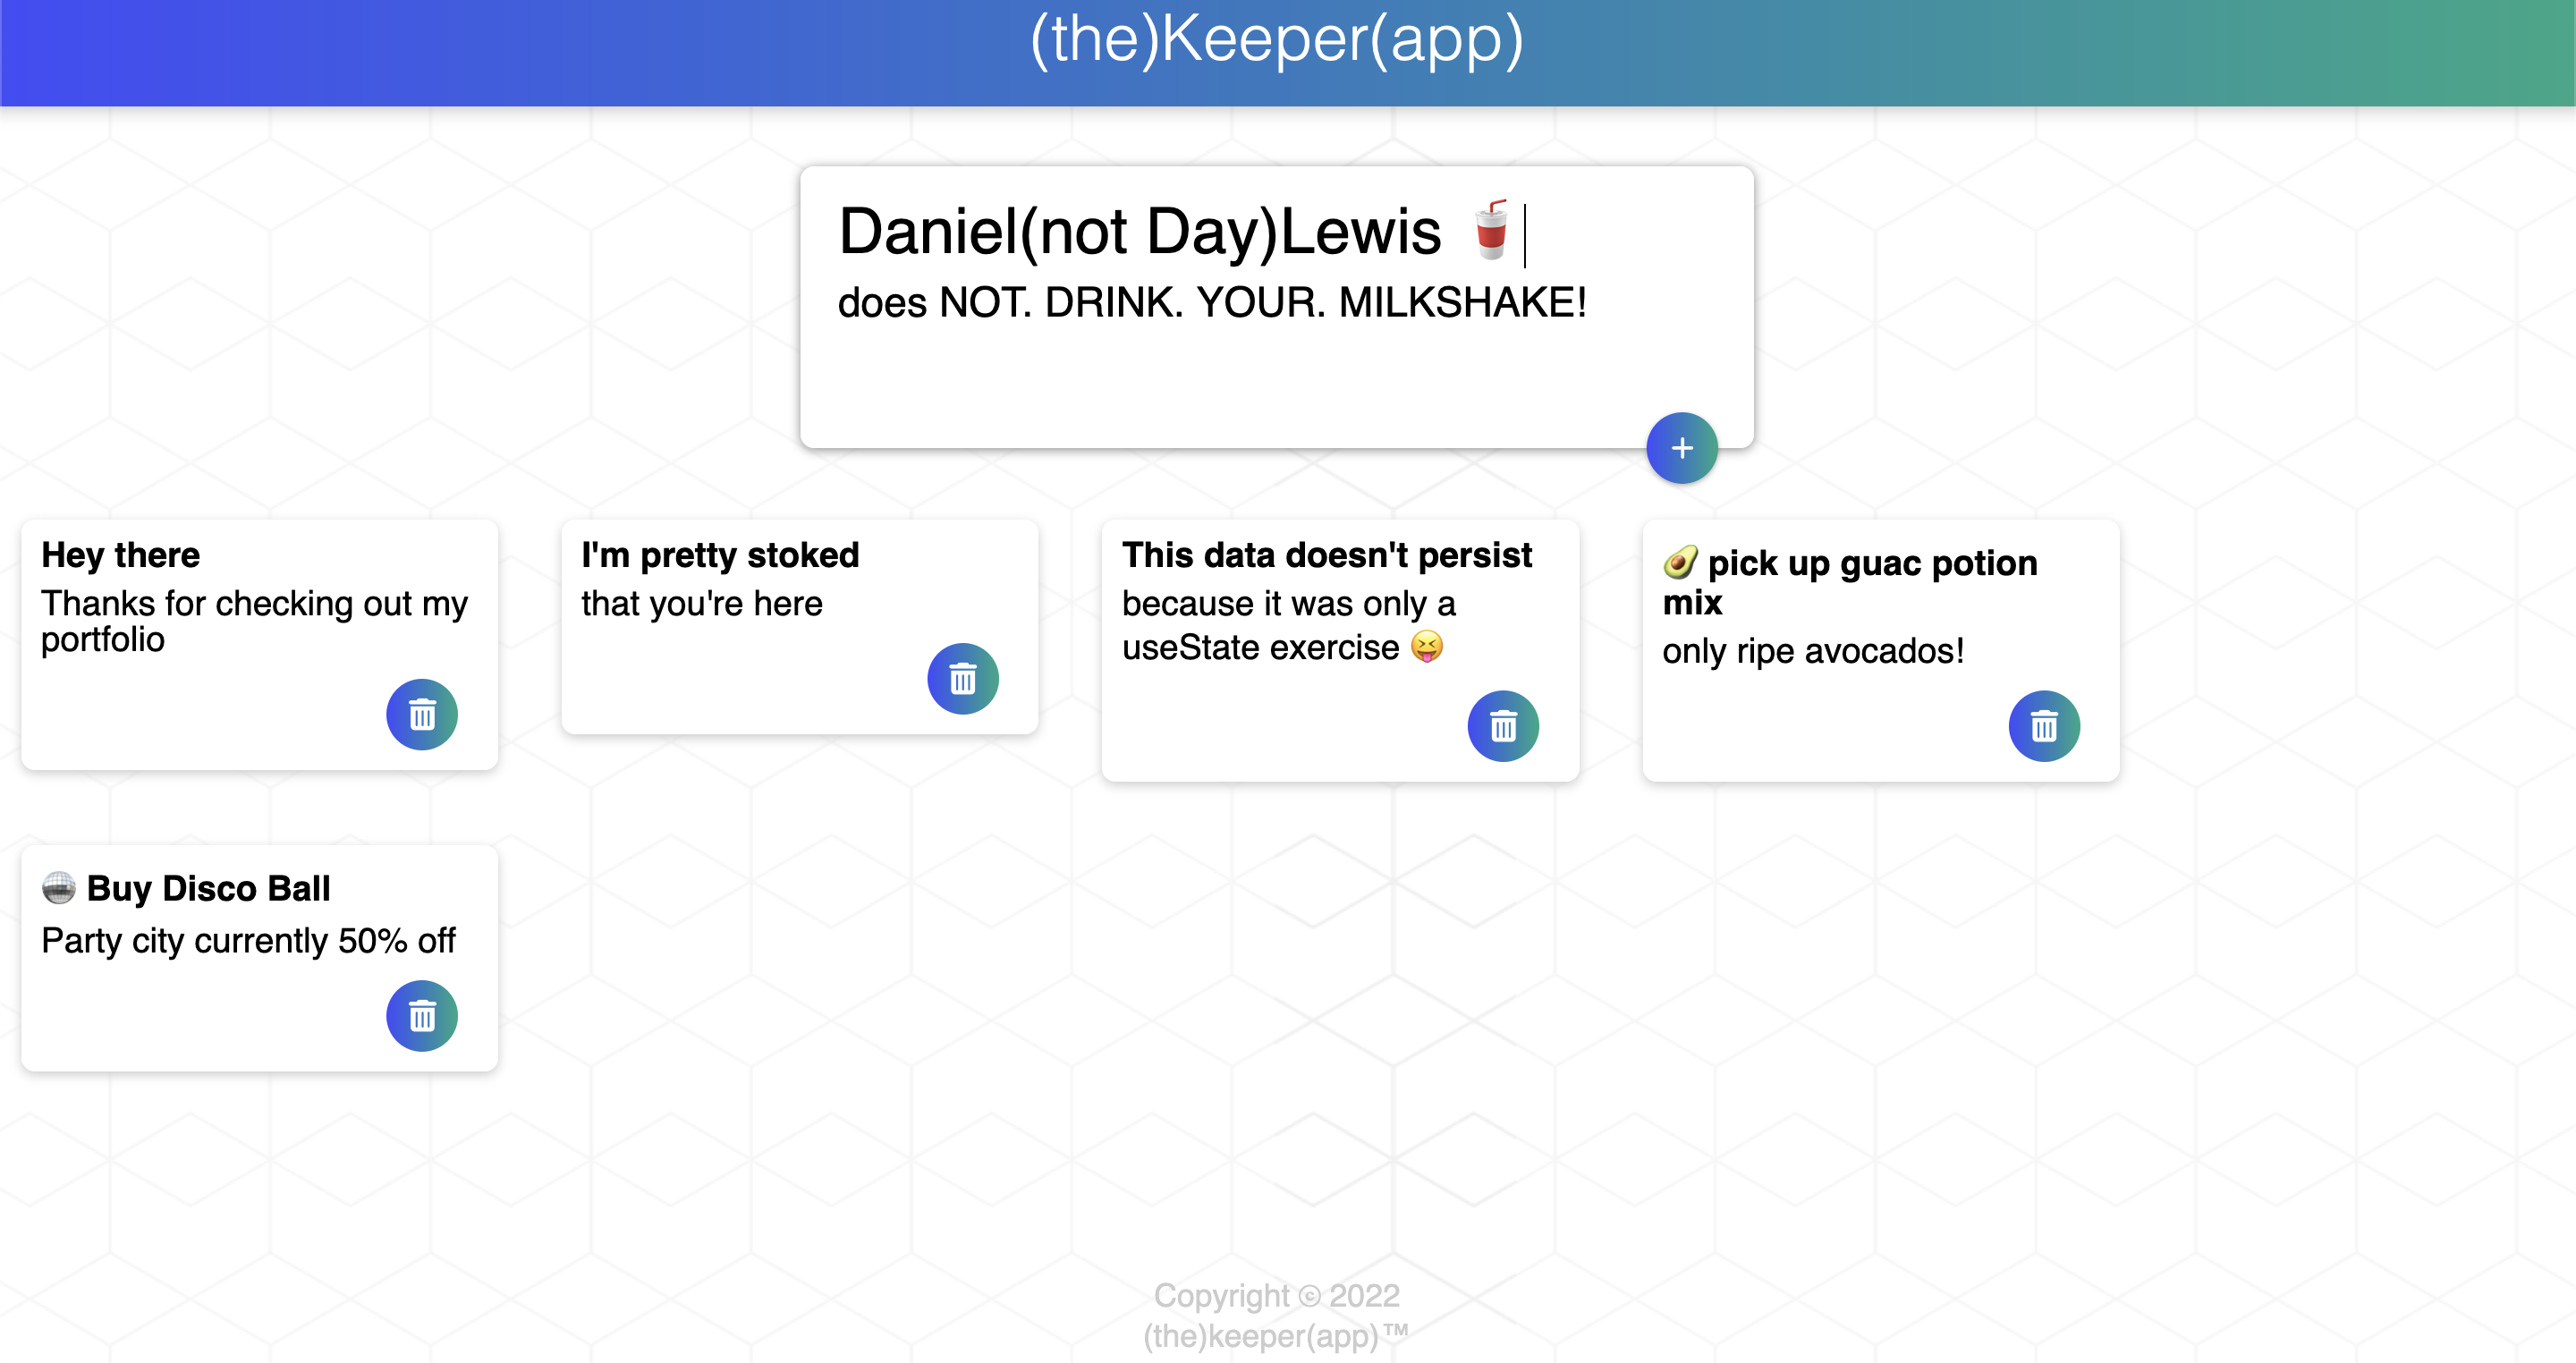 (the)Keeper(app)
Daniel(not Day)Lewis 🥤
does NOT. DRINK. YOUR. MILKSHAKE!
+
Hey there
Thanks for checking out my
portfolio
I'm pretty stoked
that you're here
This data doesn't persist
because it was only a
useState exercise 😝
🥑 pick up guac potion
mix
only ripe avocados!
🪩 Buy Disco Ball
Party city currently 50% off
Copyright © 2022
(the)keeper(app)™